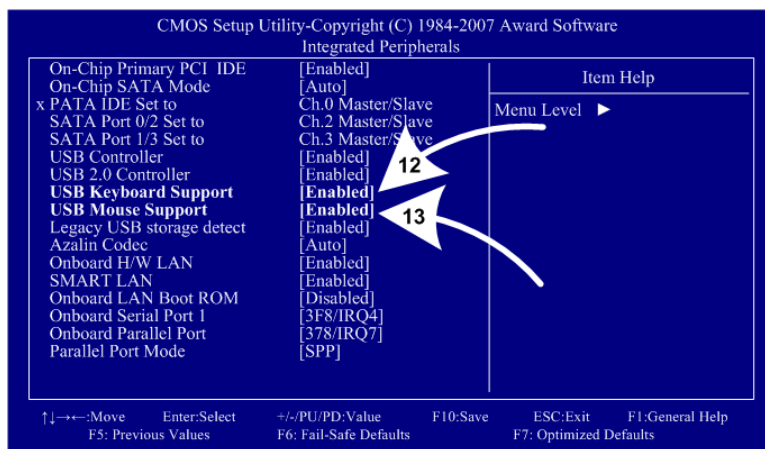 CMOS Setup Utility-Copyright (C) 1984-2007 Award Software
Integrated Peripherals
On-Chip Primary PCI IDE [Enabled]
On-Chip SATA Mode [Auto]
x PATA IDE Set to Ch.0 Master/Slave
SATA Port 0/2 Set to Ch.2 Master/Slave
SATA Port 1/3 Set to Ch.3 Master/Slave
USB Controller [Enabled]
USB 2.0 Controller [Enabled]
USB Keyboard Support [Enabled]
USB Mouse Support [Enabled]
Legacy USB storage detect [Enabled]
Azalin Codec [Auto]
Onboard H/W LAN [Enabled]
SMART LAN [Enabled]
Onboard LAN Boot ROM [Disabled]
Onboard Serial Port 1 [3F8/IRQ4]
Onboard Parallel Port [378/IRQ7]
Parallel Port Mode [SPP]
Item Help
Menu Level ►
12
13
↑↓→←:Move Enter:Select +/-/PU/PD:Value F10:Save ESC:Exit F1:General Help
F5: Previous Values F6: Fail-Safe Defaults F7: Optimized Defaults